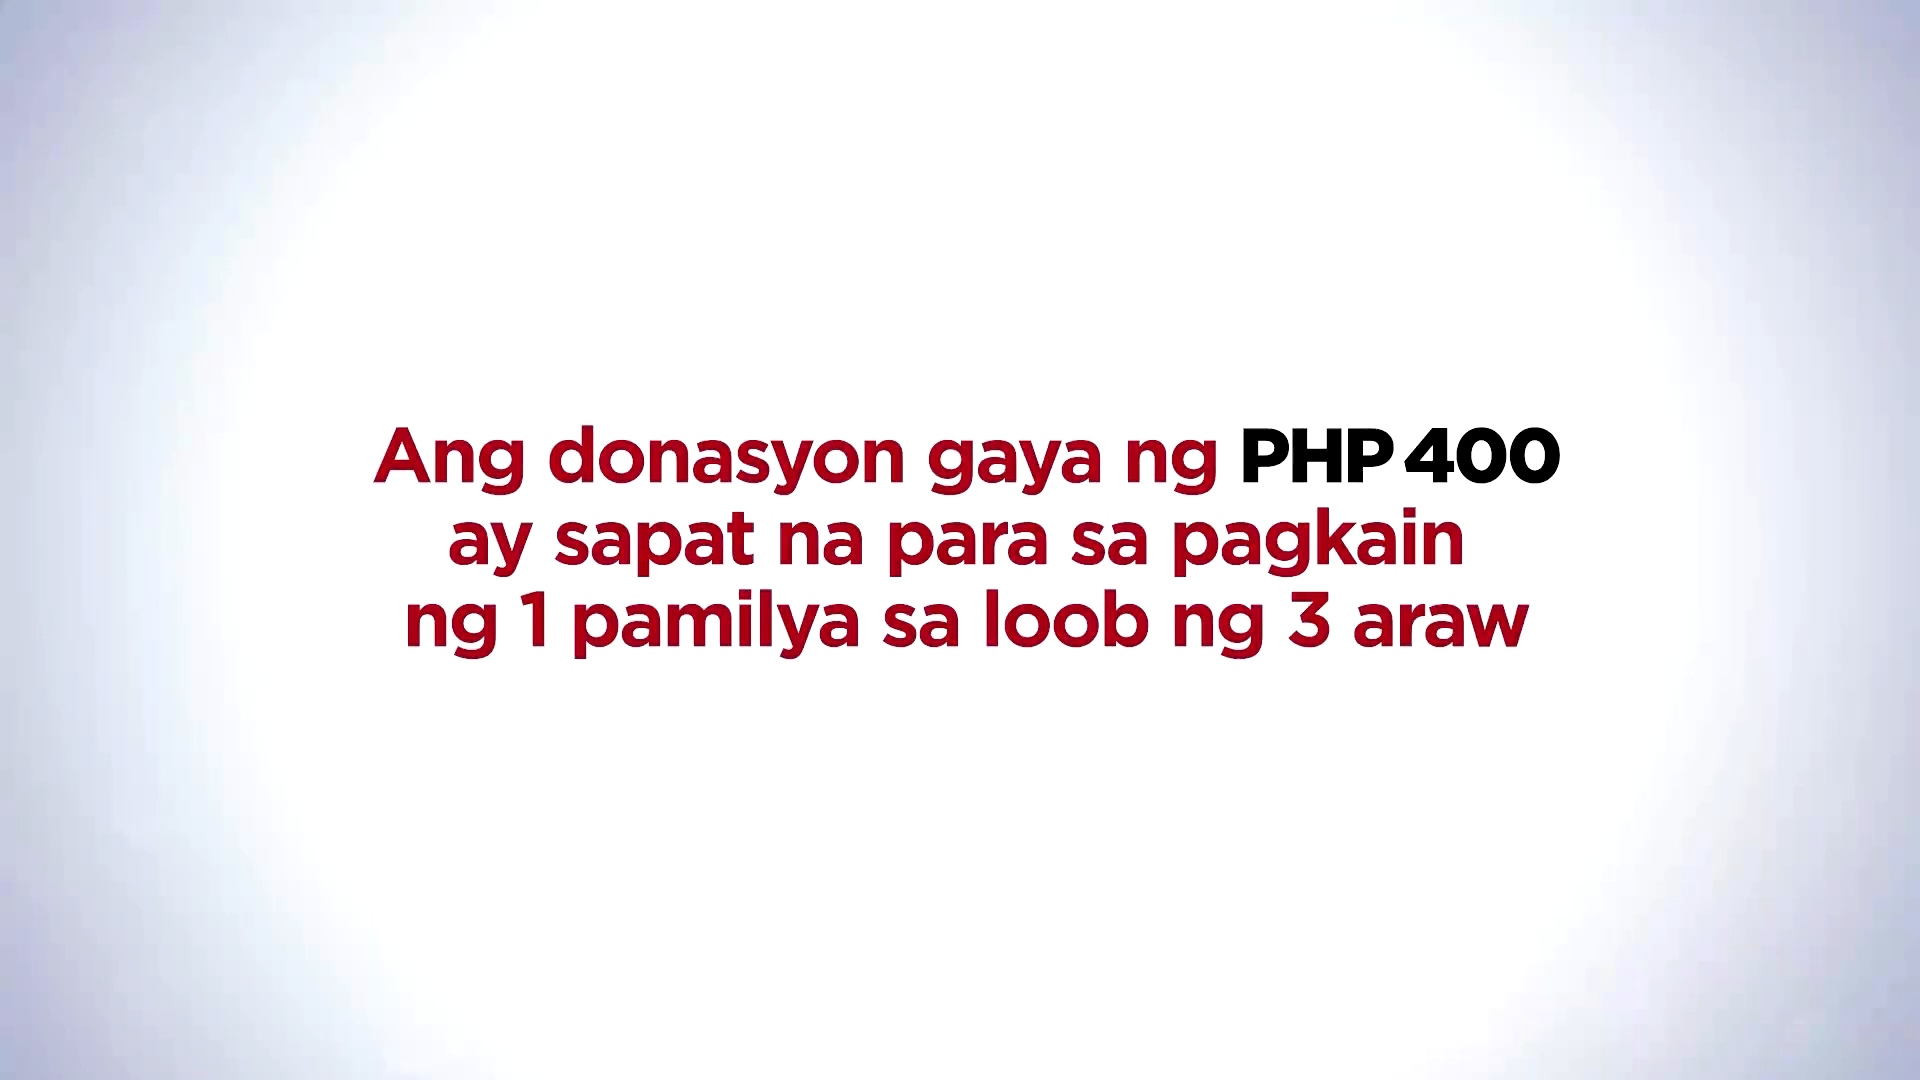 Ang donasyon gaya ng PHP 400
ay sapat na para sa pagkain
ng 1 pamilya sa loob ng 3 araw